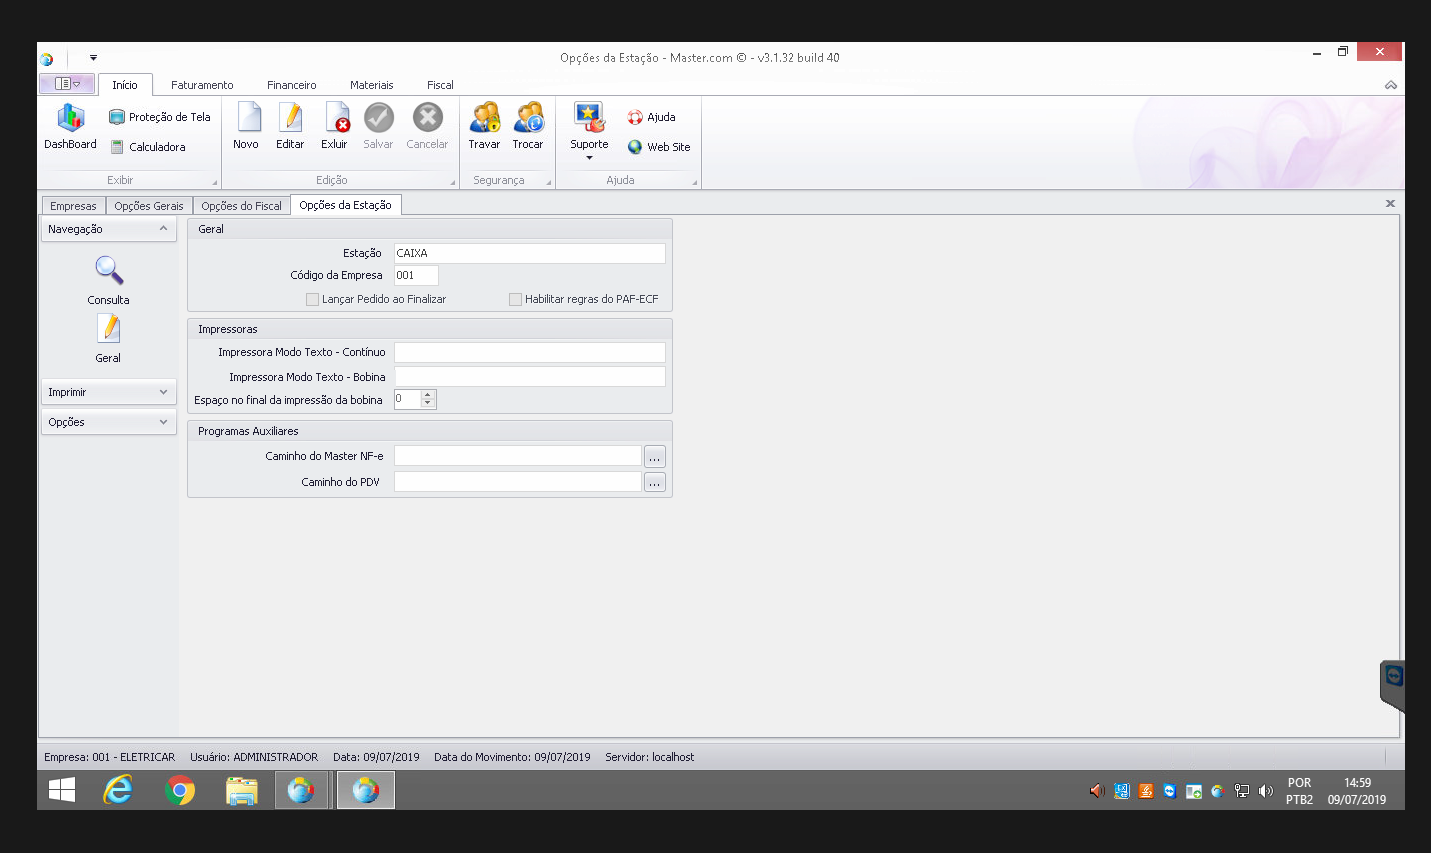 Opções da Estação - Master.com © - v3.1.32 build 40
Início Faturamento Financeiro Materiais Fiscal
DashBoard
Proteção de Tela
Calculadora
Exibir
Novo Editar Exluir Salvar Cancelar
Edição
Travar Trocar
Segurança
Suporte
Ajuda
Web Site
Ajuda
Empresas Opções Gerais Opções do Fiscal Opções da Estação
Navegação
Consulta
Geral
Imprimir
Opções
Geral
Estação CAIXA
Código da Empresa 001
Lançar Pedido ao Finalizar Habilitar regras do PAF-ECF
Impressoras
Impressora Modo Texto - Contínuo
Impressora Modo Texto - Bobina
Espaço no final da impressão da bobina 0
Programas Auxiliares
Caminho do Master NF-e ...
Caminho do PDV ...
Empresa: 001 - ELETRICAR Usuário: ADMINISTRADOR Data: 09/07/2019 Data do Movimento: 09/07/2019 Servidor: localhost
POR 14:59
PTB2 09/07/2019